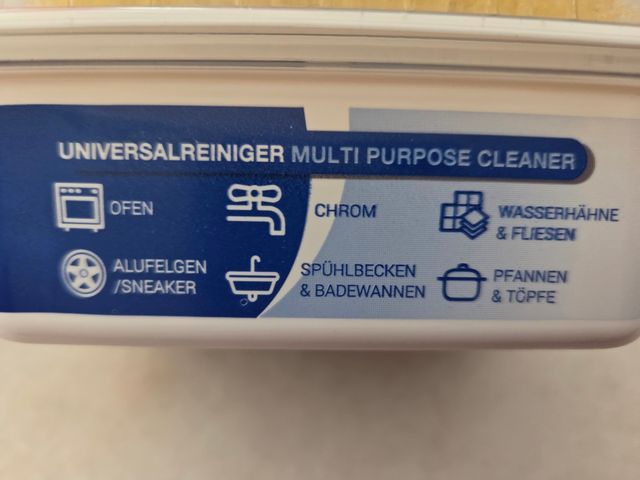 UNIVERSALREINIGER MULTI PURPOSE CLEANER
OFEN
CHROM
WASSERHÄHNE
& FLIESEN
ALUFELGEN
/SNEAKER
SPÜHLBECKEN
& BADEWANNEN
PFANNEN
& TÖPFE